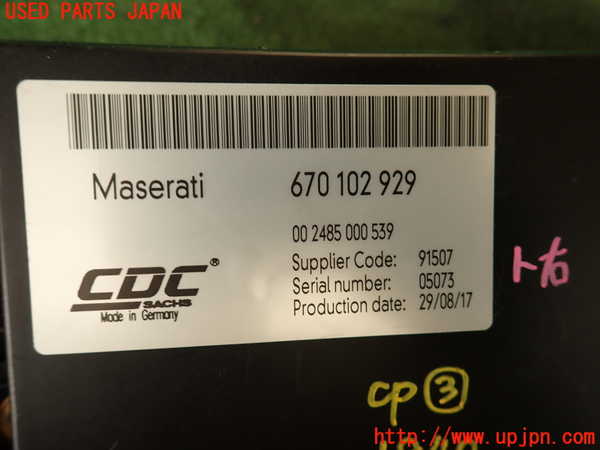 USED PARTS JAPAN
Maserati 670 102 929
00 2485 000 539
Supplier Code: 91507
Serial number: 05073
Production date: 29/08/17
CDC®
SACHS
Made in Germany
ト右
cp③
http://www.upjpn.com/